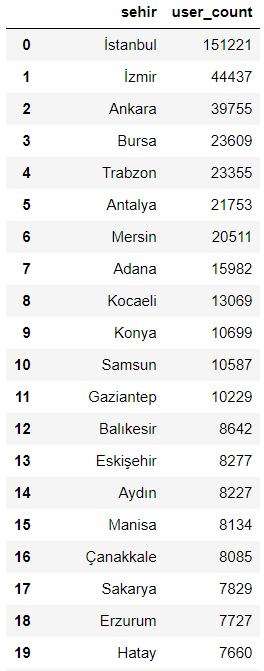 sehir user_count
0 İstanbul 151221
1 İzmir 44437
2 Ankara 39755
3 Bursa 23609
4 Trabzon 23355
5 Antalya 21753
6 Mersin 20511
7 Adana 15982
8 Kocaeli 13069
9 Konya 10699
10 Samsun 10587
11 Gaziantep 10229
12 Balıkesir 8642
13 Eskişehir 8277
14 Aydın 8227
15 Manisa 8134
16 Çanakkale 8085
17 Sakarya 7829
18 Erzurum 7727
19 Hatay 7660